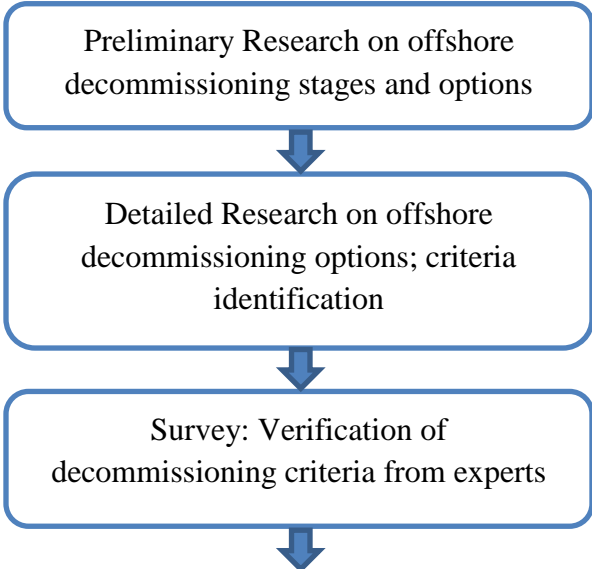 Preliminary Research on offshore
decommissioning stages and options
Detailed Research on offshore
decommissioning options; criteria
identification
Survey: Verification of
decommissioning criteria from experts